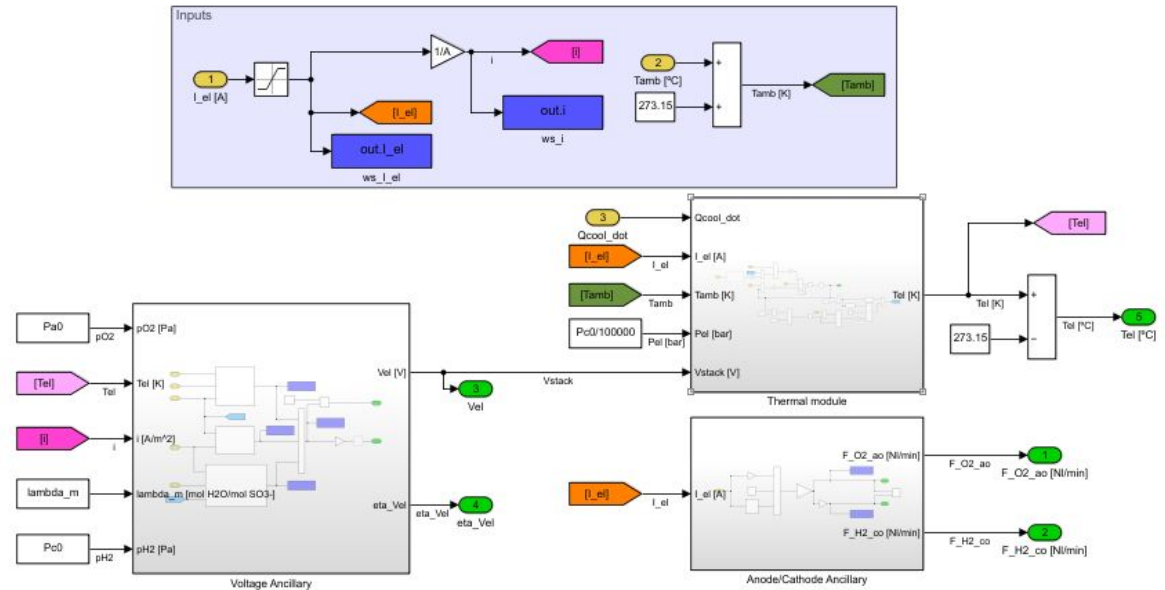 Inputs
1
I_el [A]
1/A
i
[i]
[I_el]
out.I_el
ws_I_el
out.i
ws_i
2
Tamb [ºC]
273.15
+
+
Tamb [K]
[Tamb]
3
Qcool_dot
[I_el]
I_el
[Tamb]
Tamb
Pc0/100000
Pel [bar]
Vstack
Qcool_dot
I_el [A]
Tamb [K]
Pel [bar]
Vstack [V]
Tel [K]
Thermal module
Tel [K]
[Tel]
273.15
+
−
Tel [ºC]
5
Tel [ºC]
Pa0
pO2
[Tel]
Tel
[i]
i
lambda_m
Pc0
pH2
pO2 [Pa]
Tel [K]
i [A/m^2]
lambda_m [mol H2O/mol SO3-]
pH2 [Pa]
Vel [V]
eta_Vel
Voltage Ancillary
3
Vel
eta_Vel
4
eta_Vel
[I_el]
I_el
I_el [A]
F_O2_ao [Nl/min]
F_H2_co [Nl/min]
Anode/Cathode Ancillary
F_O2_ao
1
F_O2_ao [Nl/min]
F_H2_co
2
F_H2_co [Nl/min]